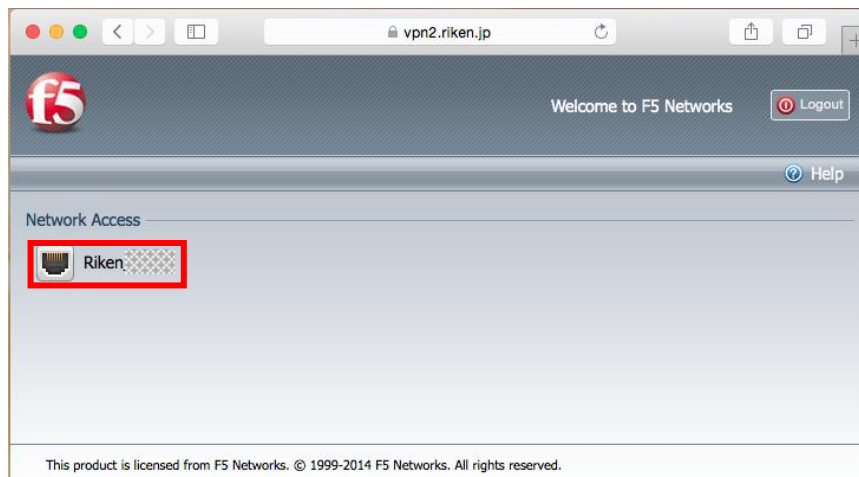 vpn2.riken.jp
f5
Welcome to F5 Networks
Logout
Help
Network Access
Riken
This product is licensed from F5 Networks. © 1999-2014 F5 Networks. All rights reserved.